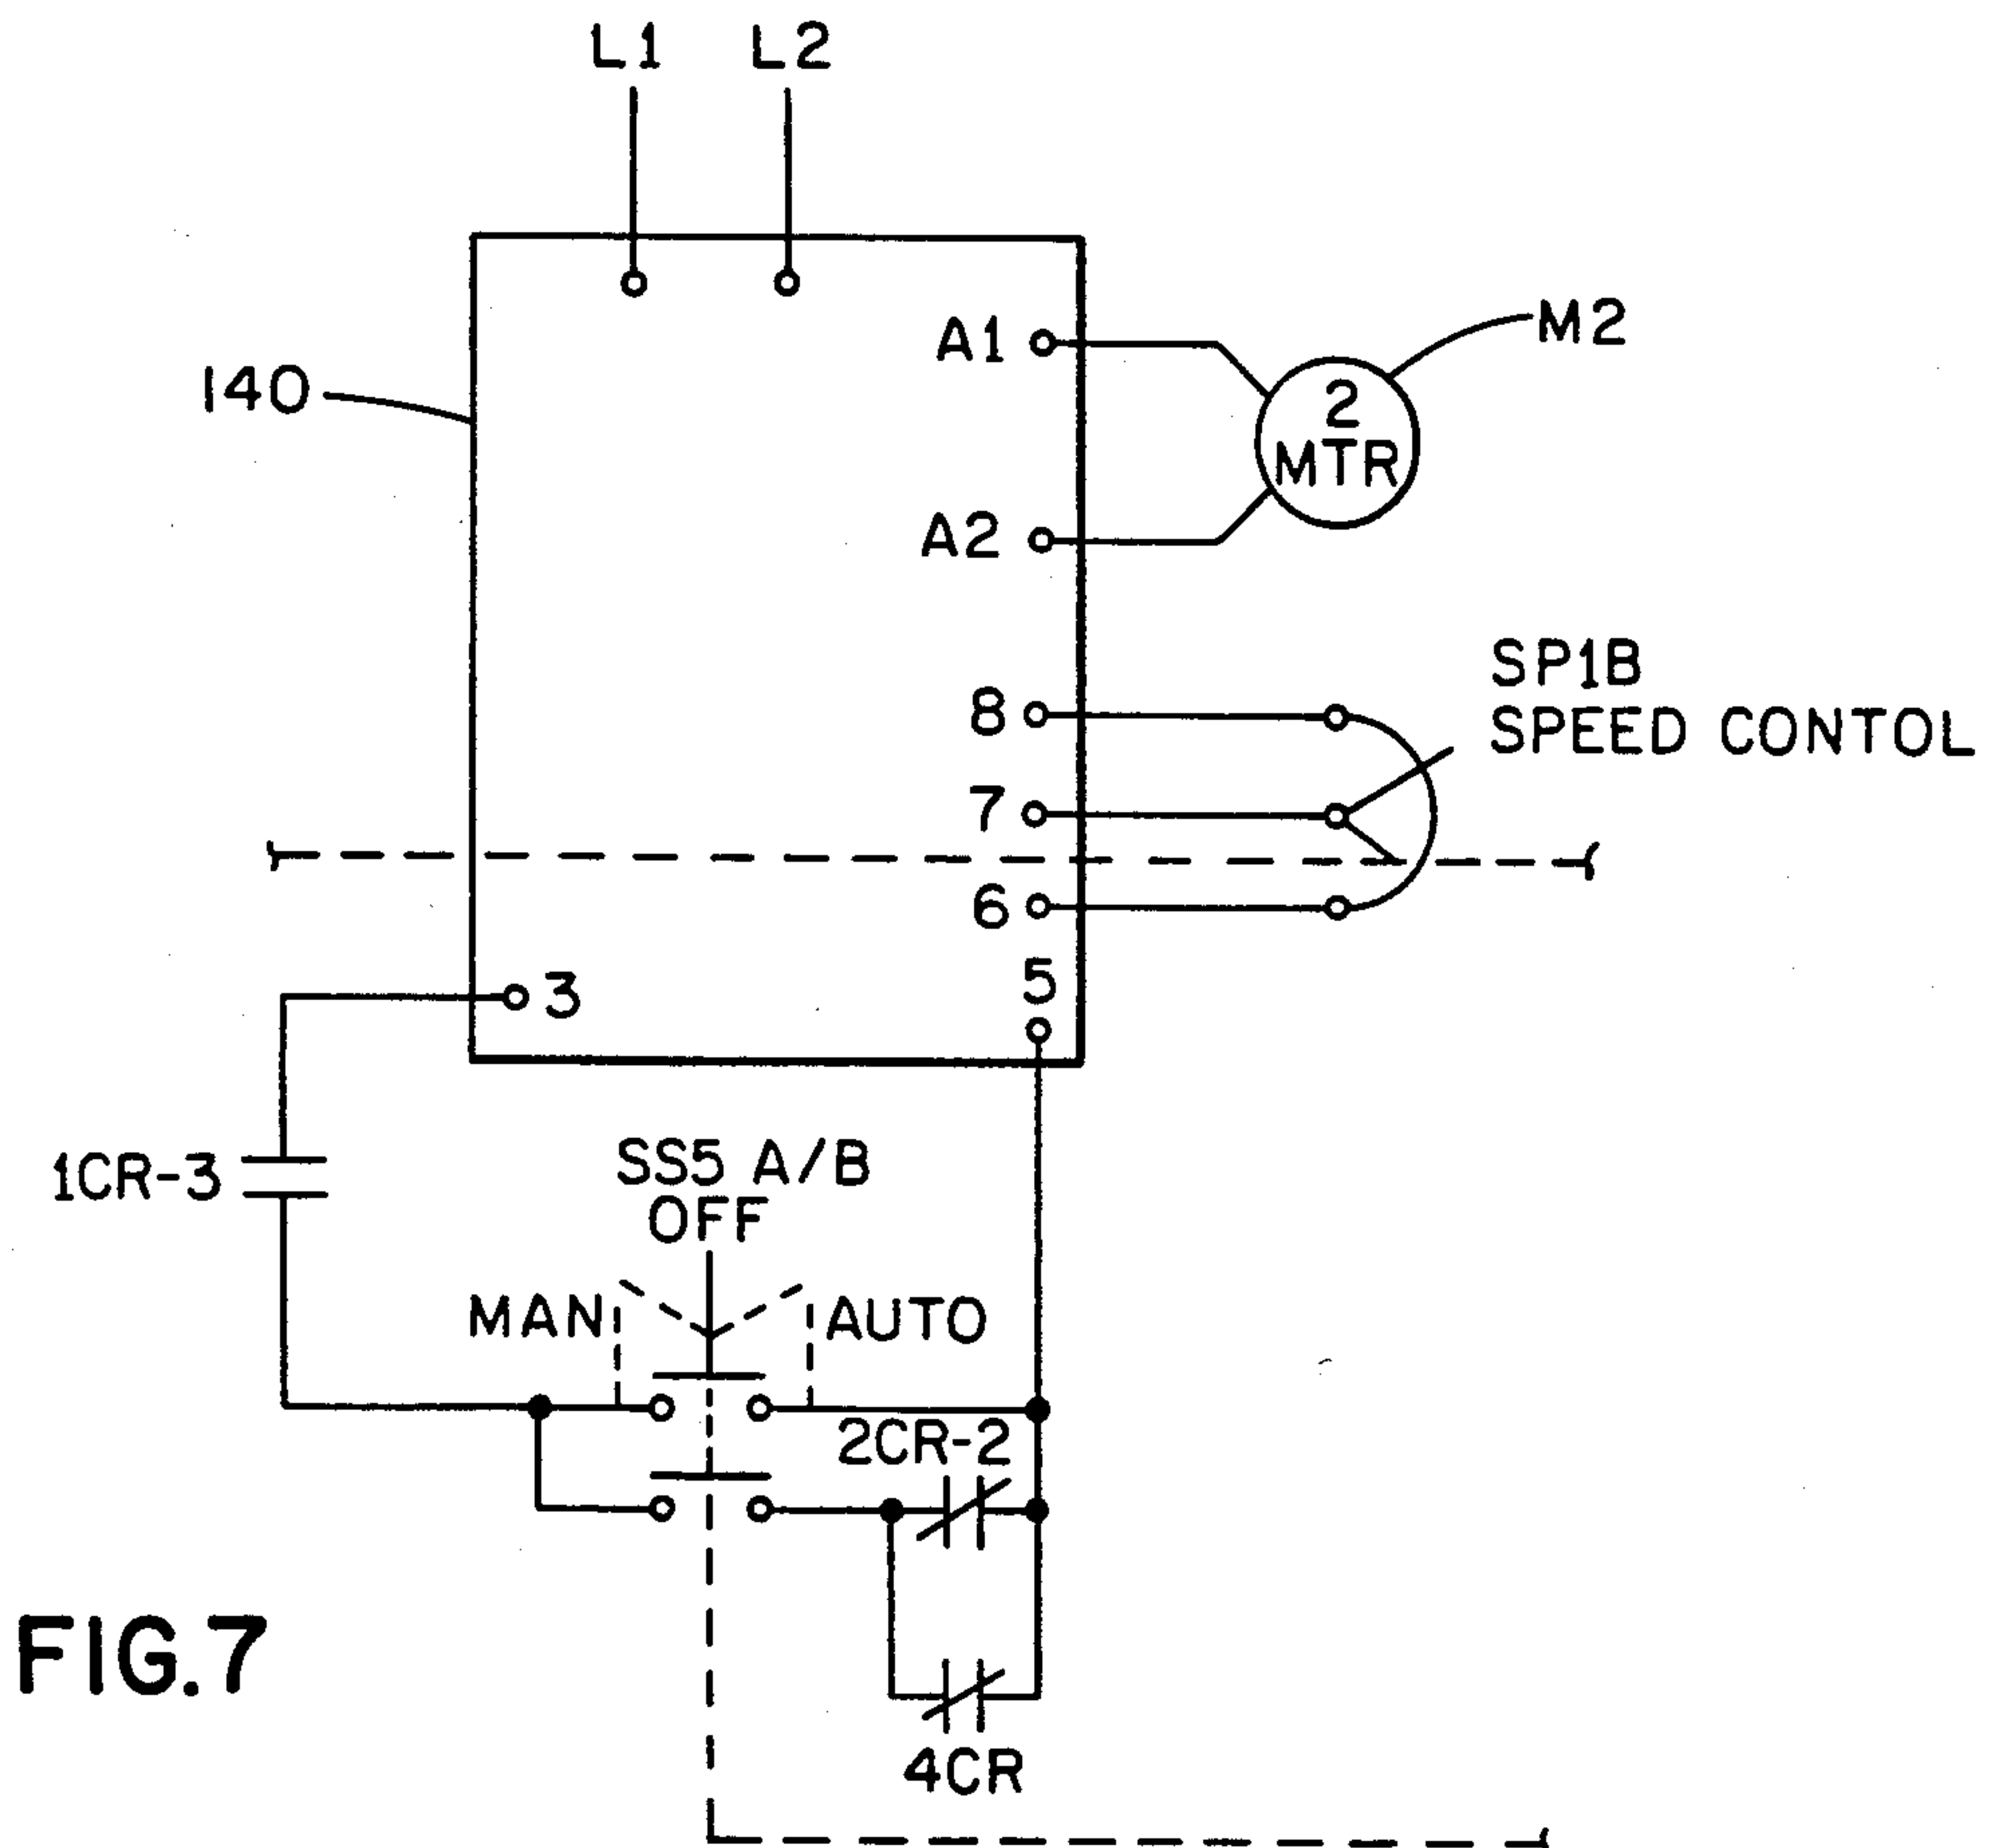 L1 L2
A1
M2
140
2
MTR
A2
SP1B
8
SPEED CONTOL
7
6
5
3
1CR-3
SS5 A/B
OFF
MAN
AUTO
2CR-2
FIG.7
4CR